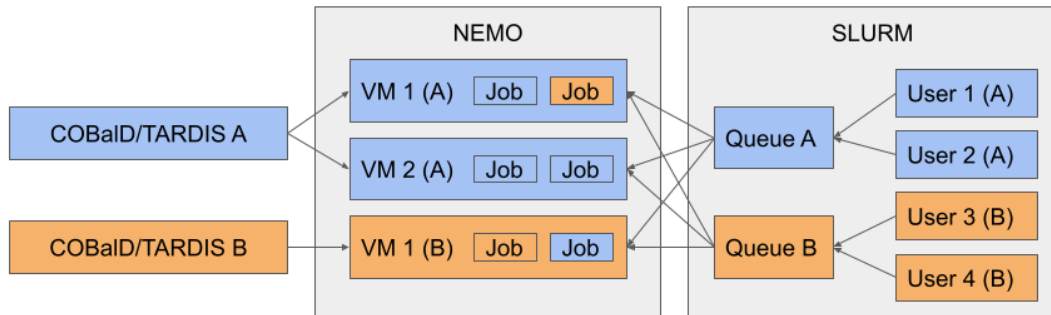 NEMO
SLURM
COBalD/TARDIS A
VM 1 (A) Job Job
VM 2 (A) Job Job
COBalD/TARDIS B
VM 1 (B) Job Job
Queue A
Queue B
User 1 (A)
User 2 (A)
User 3 (B)
User 4 (B)